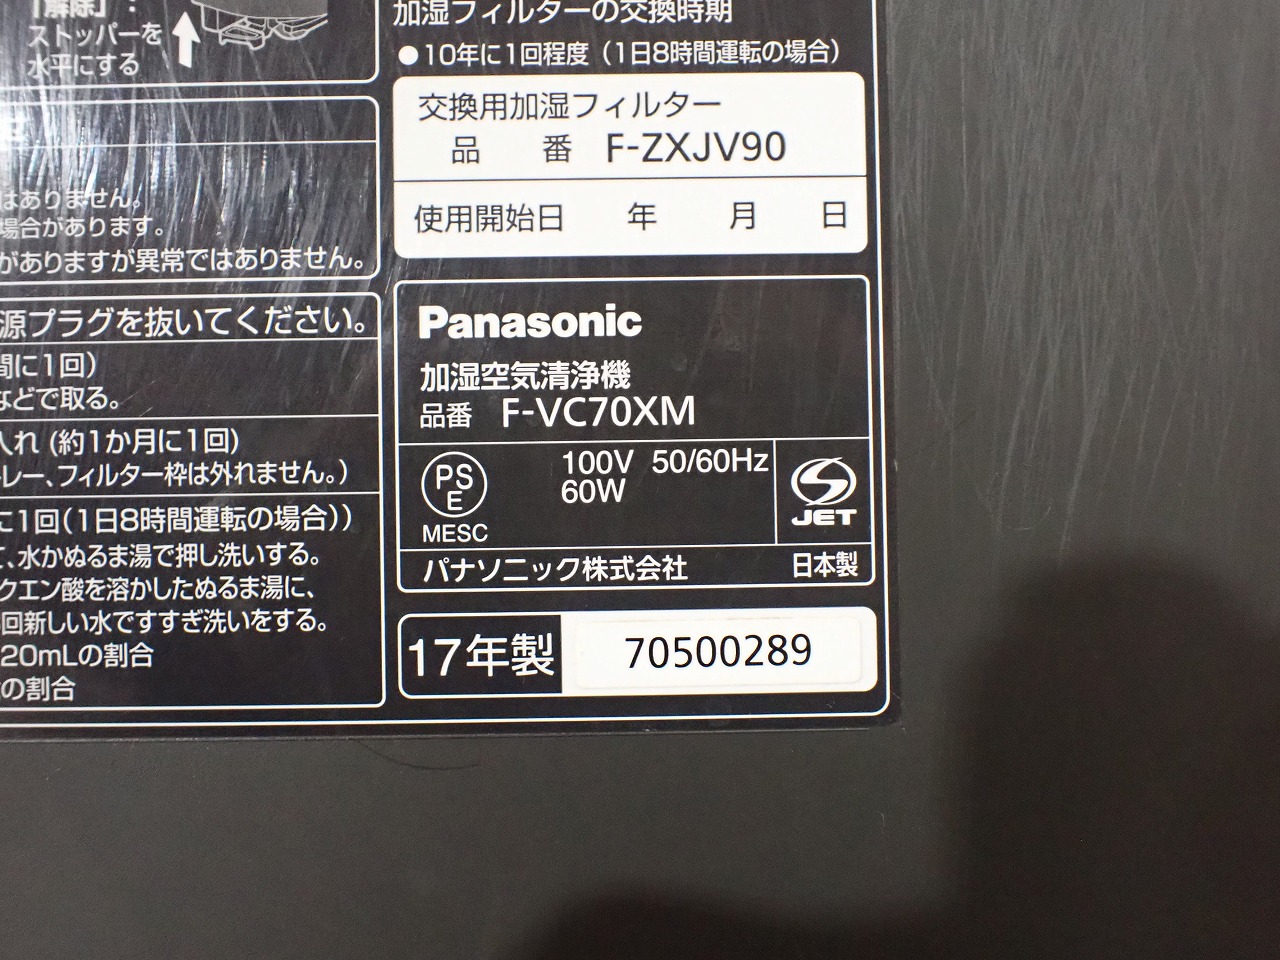 「解除」：
ストッパーを
水平にする
はありません。
場合があります。
がありますが異常ではありません。
源プラグを抜いてください。
間に1回）
などで取る。
入れ (約1か月に1回)
レー、フィルター枠は外れません。）
に1回（1日8時間運転の場合））
、水かぬるま湯で押し洗いする。
クエン酸を溶かしたぬるま湯に、
回新しい水ですすぎ洗いをする。
20mLの割合
の割合
加湿フィルターの交換時期
●10年に1回程度（1日8時間運転の場合）
交換用加湿フィルター
品 番 F-ZXJV90
使用開始日 年 月 日
Panasonic
加湿空気清浄機
品番 F-VC70XM
PS
E
MESC
100V 50/60Hz
60W
JET
パナソニック株式会社 日本製
17年製 70500289